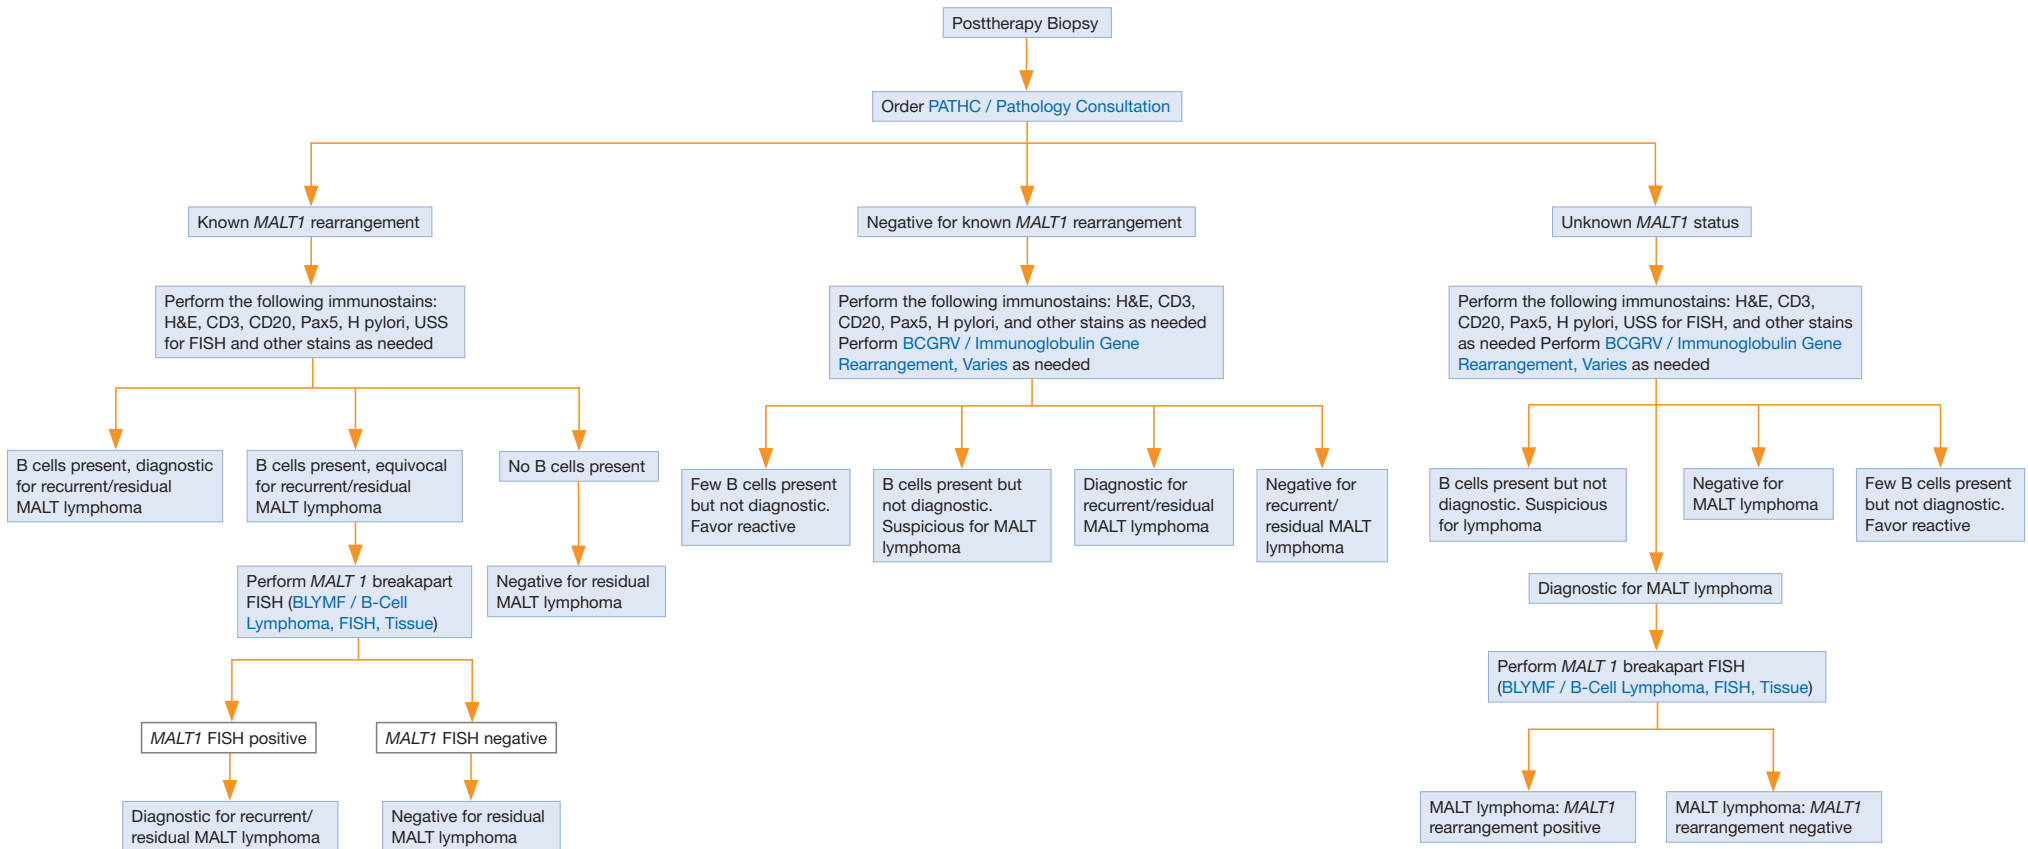 Posttherapy Biopsy
Order PATHC / Pathology Consultation
Known MALT1 rearrangement
Negative for known MALT1 rearrangement
Unknown MALT1 status
Perform the following immunostains:
H&E, CD3, CD20, Pax5, H pylori, USS
for FISH and other stains as needed
Perform the following immunostains: H&E, CD3,
CD20, Pax5, H pylori, and other stains as needed
Perform BCGRV / Immunoglobulin Gene
Rearrangement, Varies as needed
Perform the following immunostains: H&E, CD3,
CD20, Pax5, H pylori, USS for FISH, and other stains
as needed Perform BCGRV / Immunoglobulin Gene
Rearrangement, Varies as needed
B cells present, diagnostic
for recurrent/residual
MALT lymphoma
B cells present, equivocal
for recurrent/residual
MALT lymphoma
No B cells present
Few B cells present
but not diagnostic.
Favor reactive
B cells present but
not diagnostic.
Suspicious for MALT
lymphoma
Diagnostic for
recurrent/residual
MALT lymphoma
Negative for
recurrent/
residual MALT
lymphoma
B cells present but not
diagnostic. Suspicious
for lymphoma
Negative for
MALT lymphoma
Few B cells present
but not diagnostic.
Favor reactive
Perform MALT 1 breakapart
FISH (BLYMF / B-Cell
Lymphoma, FISH, Tissue)
Negative for residual
MALT lymphoma
Diagnostic for MALT lymphoma
Perform MALT 1 breakapart FISH
(BLYMF / B-Cell Lymphoma, FISH, Tissue)
MALT1 FISH positive
MALT1 FISH negative
Diagnostic for recurrent/
residual MALT lymphoma
Negative for residual
MALT lymphoma
MALT lymphoma: MALT1
rearrangement positive
MALT lymphoma: MALT1
rearrangement negative